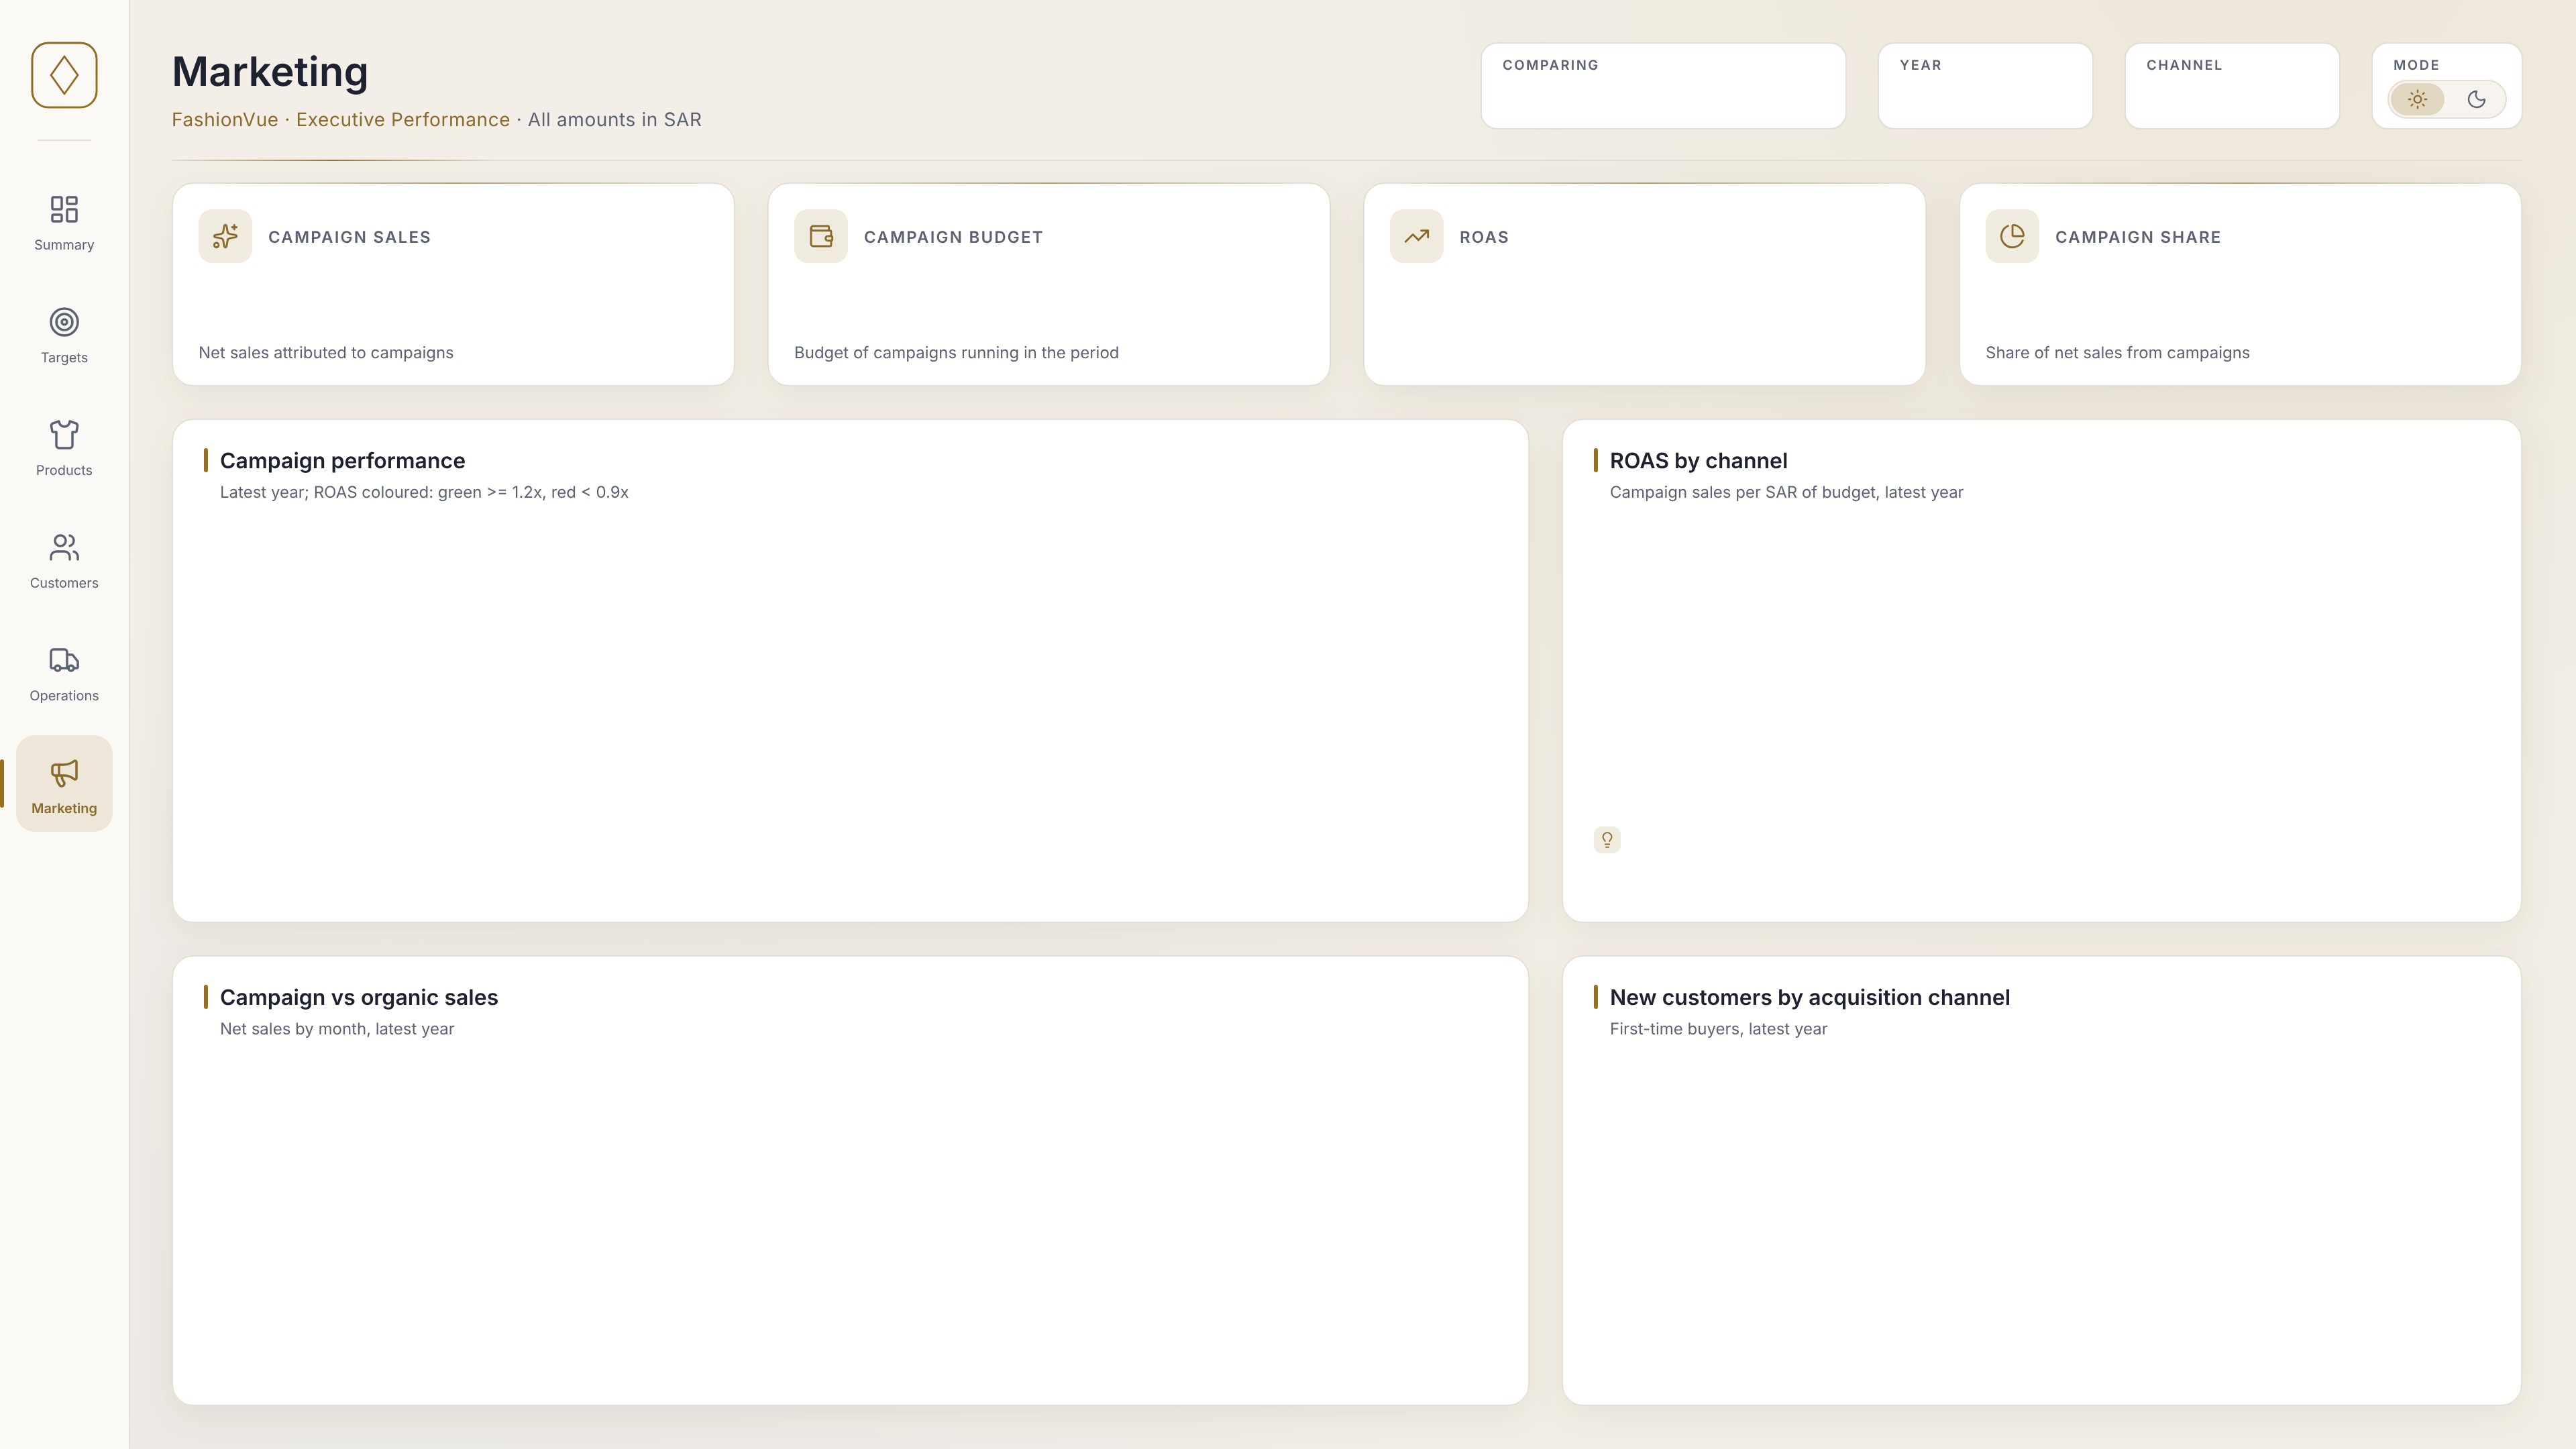 Marketing
FashionVue · Executive Performance · All amounts in SAR
COMPARING
YEAR
CHANNEL
MODE
Summary
Targets
Products
Customers
Operations
Marketing
CAMPAIGN SALES
Net sales attributed to campaigns
CAMPAIGN BUDGET
Budget of campaigns running in the period
ROAS
CAMPAIGN SHARE
Share of net sales from campaigns
Campaign performance
Latest year; ROAS coloured: green >= 1.2x, red < 0.9x
ROAS by channel
Campaign sales per SAR of budget, latest year
Campaign vs organic sales
Net sales by month, latest year
New customers by acquisition channel
First-time buyers, latest year